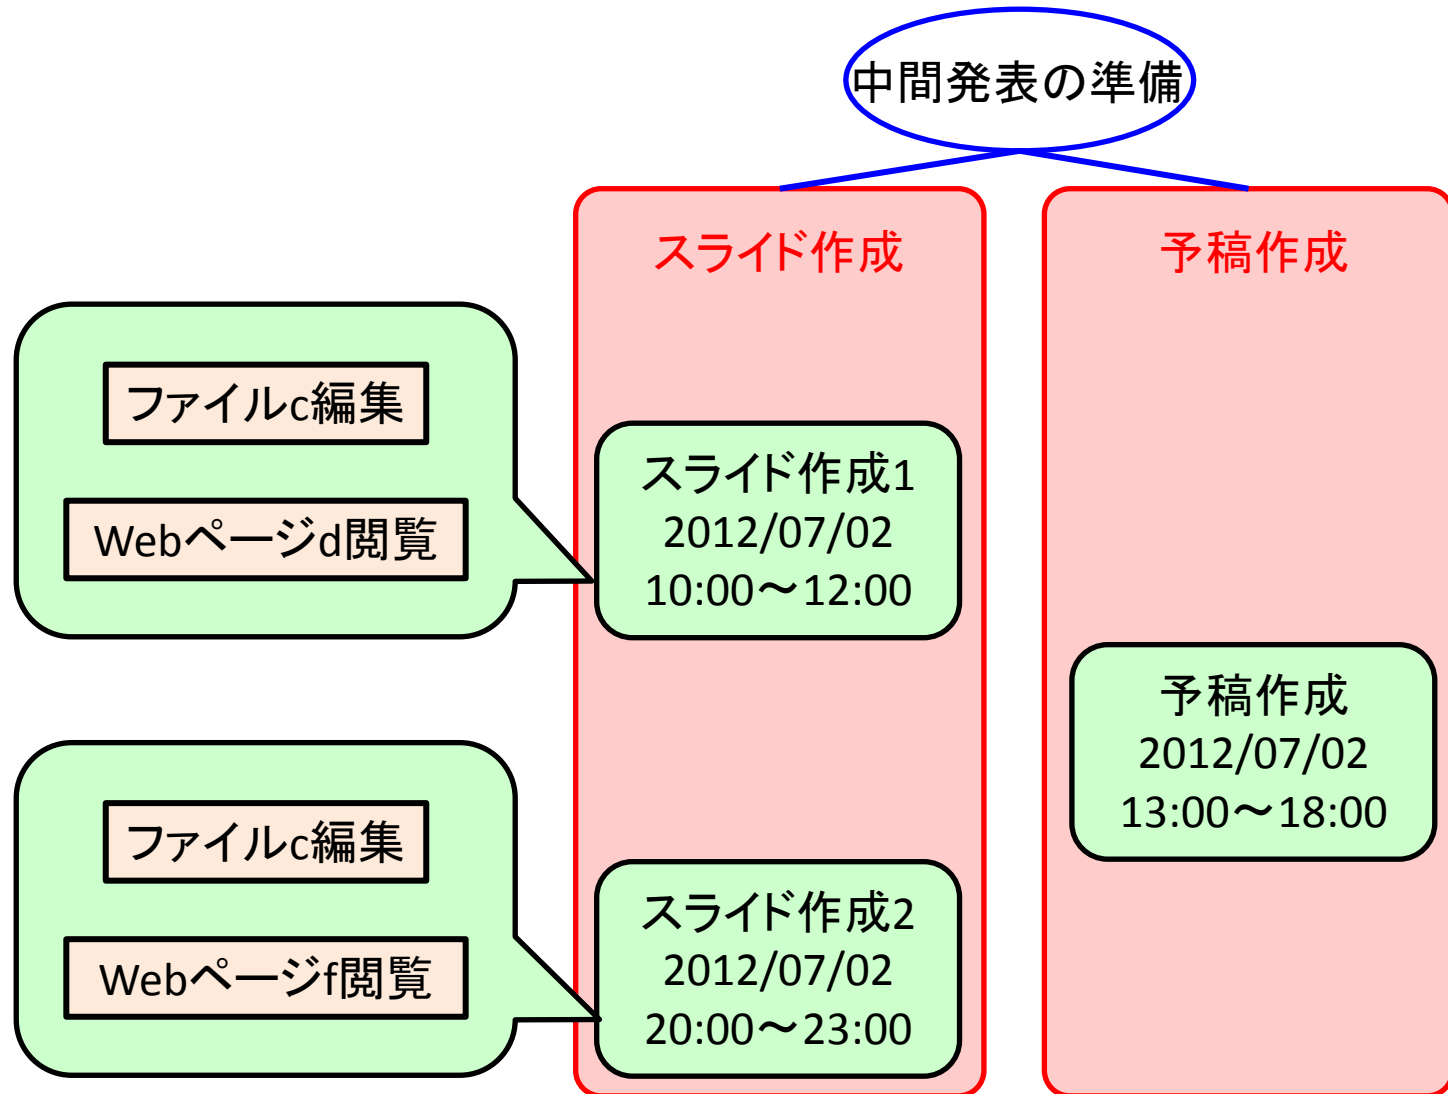 中間発表の準備
スライド作成
予稿作成
ファイルc編集
Webページd閲覧
スライド作成1
2012/07/02
10:00～12:00
予稿作成
2012/07/02
13:00～18:00
ファイルc編集
Webページf閲覧
スライド作成2
2012/07/02
20:00～23:00